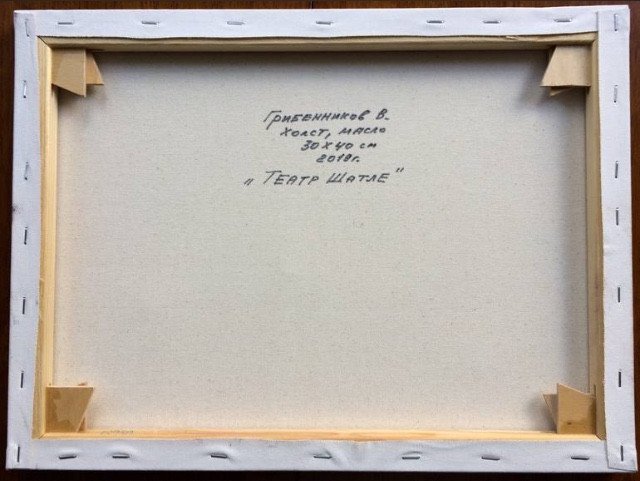 Грибенников В.
холст, масло
30 х 40 см
2018г.
„Театр Шатле"